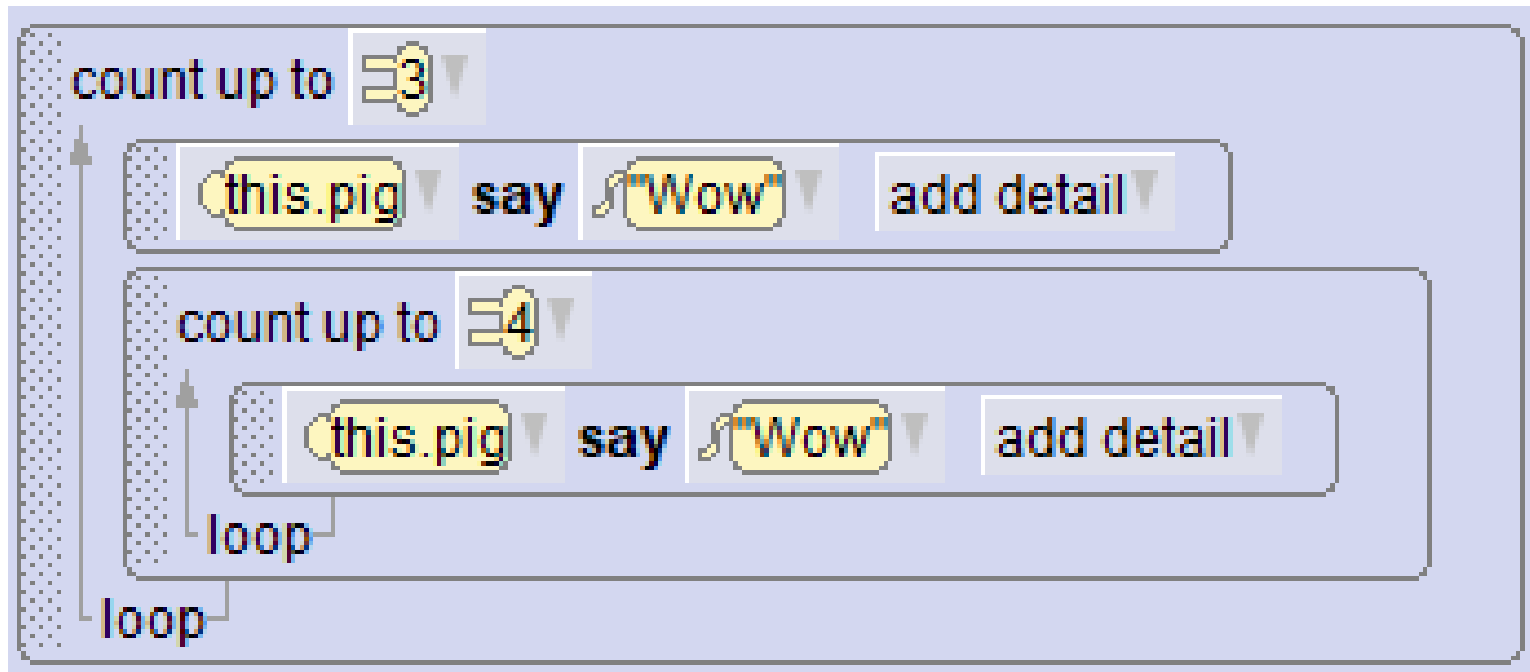 count up to 3
this.pig say "Wow" add detail
count up to 4
this.pig say "Wow" add detail
loop
loop